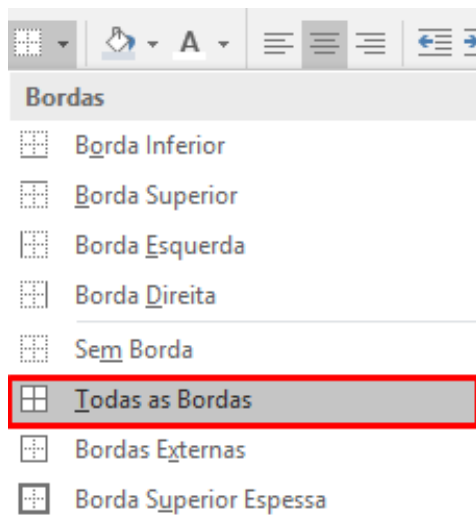 A
Bordas
Borda Inferior
Borda Superior
Borda Esquerda
Borda Direita
Sem Borda
Todas as Bordas
Bordas Externas
Borda Superior Espessa